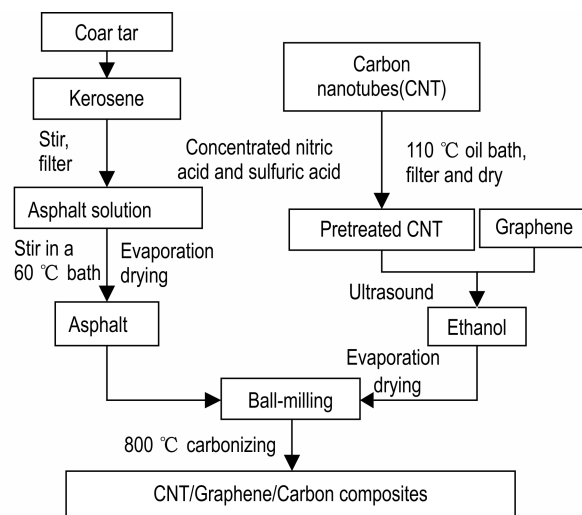 Coar tar
Kerosene
Stir,
filter
Asphalt solution
Stir in a
60 ℃ bath
Evaporation
drying
Asphalt
Carbon
nanotubes(CNT)
Concentrated nitric
acid and sulfuric acid
110 ℃ oil bath,
filter and dry
Pretreated CNT
Graphene
Ultrasound
Ethanol
Evaporation
drying
Ball-milling
800 ℃ carbonizing
CNT/Graphene/Carbon composites